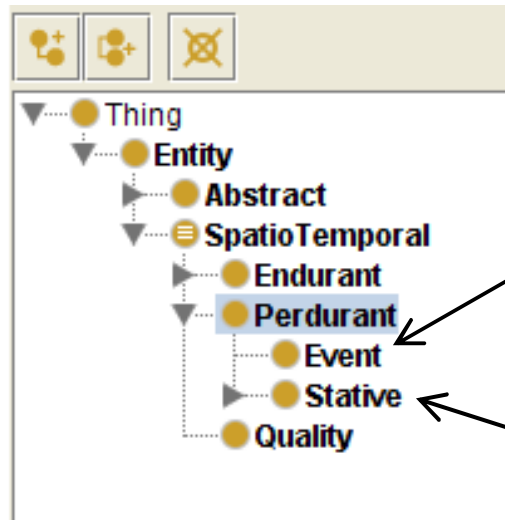 Thing
Entity
Abstract
SpatioTemporal
Endurant
Perdurant
Event
Stative
Quality